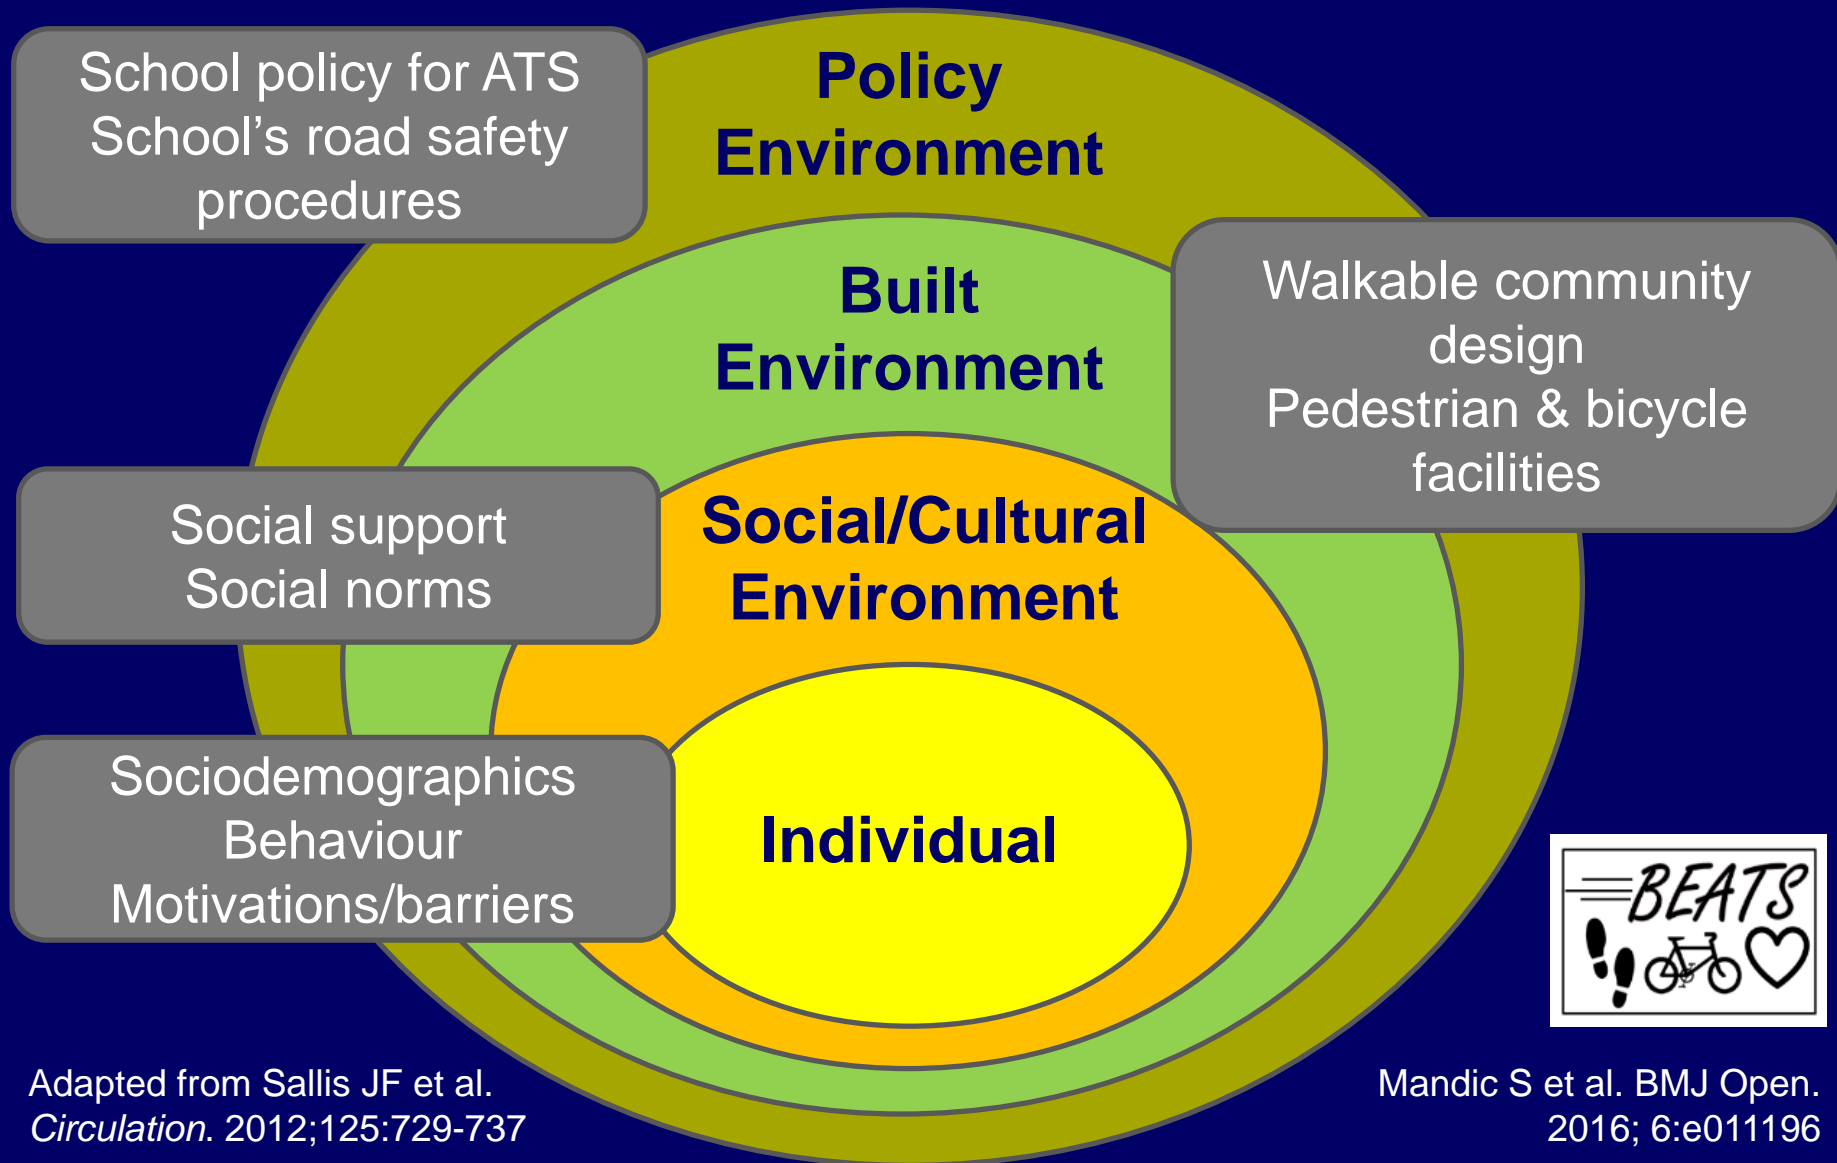 School policy for ATS
School's road safety
procedures
Policy
Environment
Built
Environment
Walkable community
design
Pedestrian & bicycle
facilities
Social support
Social norms
Social/Cultural
Environment
Sociodemographics
Behaviour
Motivations/barriers
Individual
BEATS
Adapted from Sallis JF et al.
Circulation. 2012;125:729-737
Mandic S et al. BMJ Open.
2016; 6:e011196